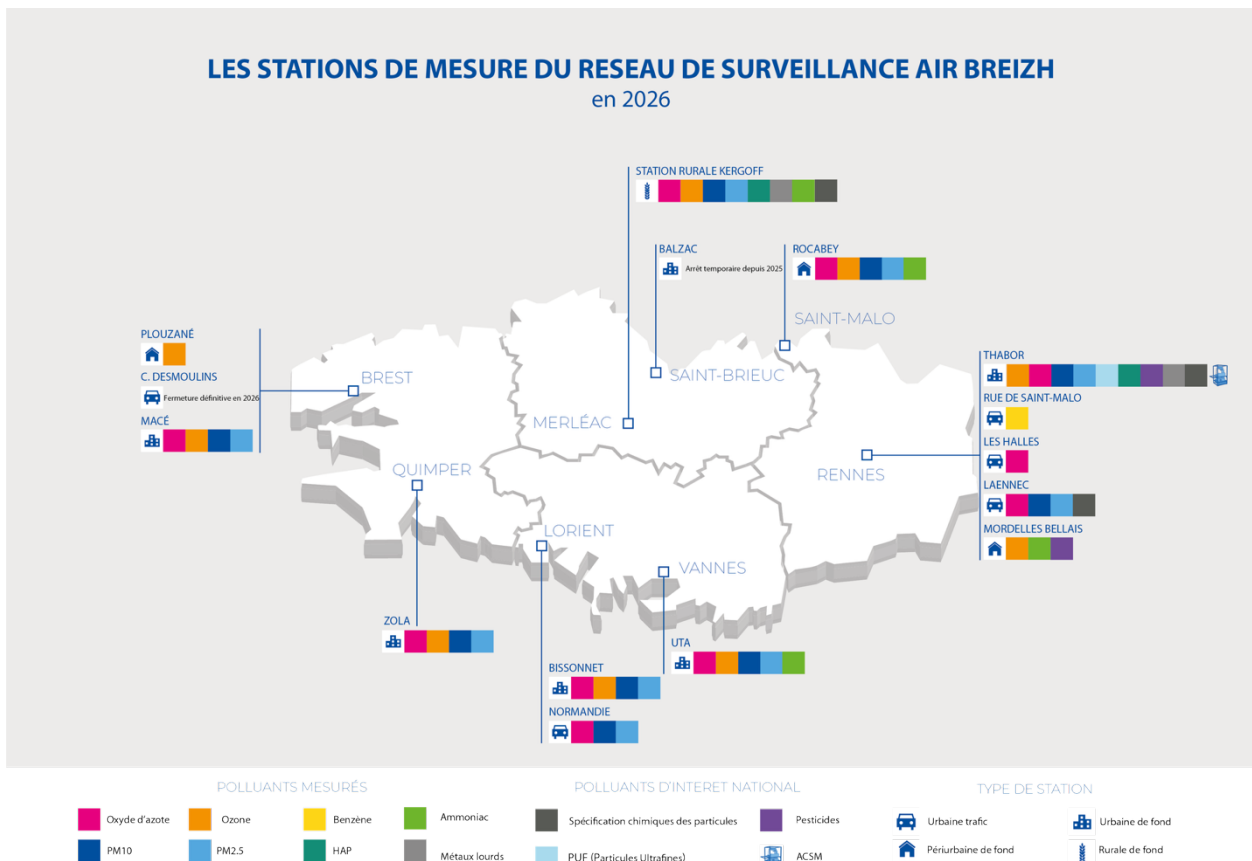 LES STATIONS DE MESURE DU RESEAU DE SURVEILLANCE AIR BREIZH
en 2026
STATION RURALE KERGOFF
BALZAC
Arrêt temporaire depuis 2025
ROCABEY
SAINT-MALO
PLOUZANÉ
C. DESMOULINS
Fermeture définitive en 2026
MACÉ
BREST
SAINT-BRIEUC
MERLÉAC
QUIMPER
RENNES
LORIENT
VANNES
THABOR
RUE DE SAINT-MALO
LES HALLES
LAENNEC
MORDELLES BELLAIS
ZOLA
UTA
BISSONNET
NORMANDIE
POLLUANTS MESURÉS
Oxyde d'azote
Ozone
Benzène
Ammoniac
PM10
PM2.5
HAP
Métaux lourds
POLLUANTS D'INTERET NATIONAL
Spécification chimiques des particules
Pesticides
PUF (Particules Ultrafines)
ACSM
TYPE DE STATION
Urbaine trafic
Urbaine de fond
Périurbaine de fond
Rurale de fond